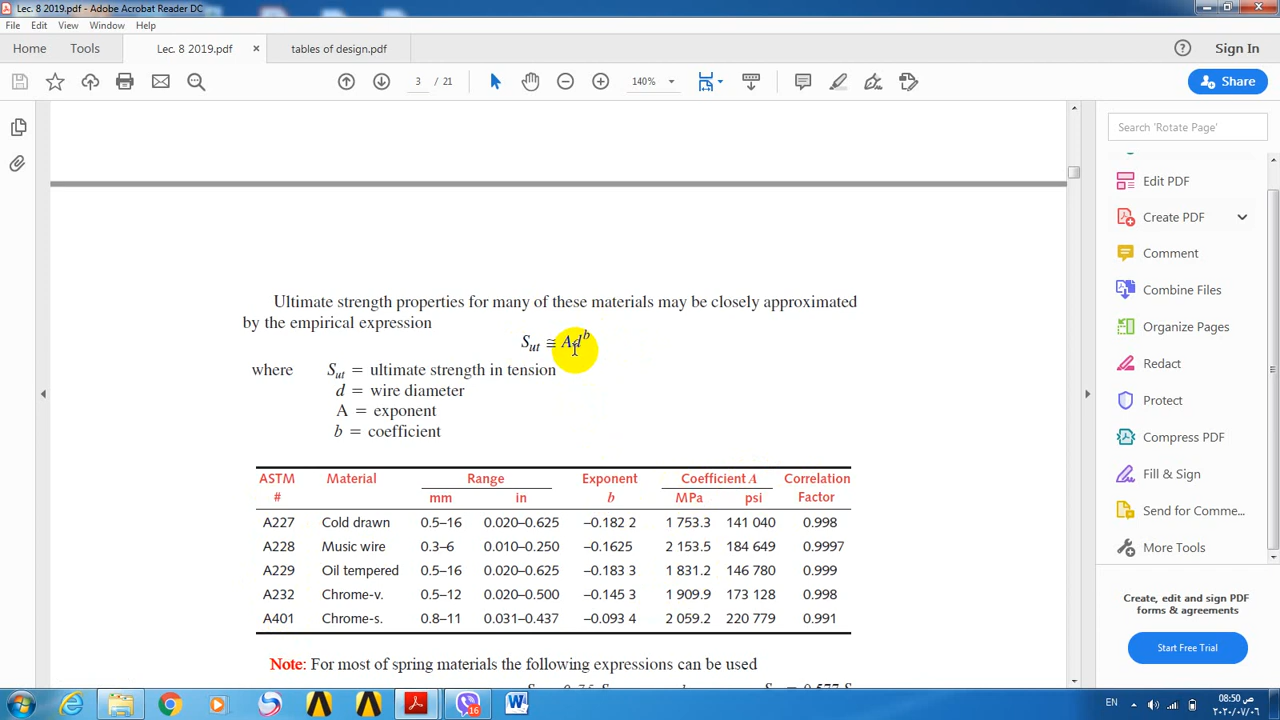 Lec. 8 2019.pdf - Adobe Acrobat Reader DC
File Edit View Window Help
Home Tools Lec. 8 2019.pdf × tables of design.pdf ? Sign In
3 / 21 140% Share
Search 'Rotate Page'
Edit PDF
Create PDF
Comment
Combine Files
Organize Pages
Redact
Protect
Compress PDF
Fill & Sign
Send for Comme...
More Tools
Create, edit and sign PDF
forms & agreements
Start Free Trial
Ultimate strength properties for many of these materials may be closely approximated
by the empirical expression
S_ut ≅ Ad^b
where S_ut = ultimate strength in tension
d = wire diameter
A = exponent
b = coefficient
ASTM Material Range Exponent Coefficient A Correlation
# mm in b MPa psi Factor
A227 Cold drawn 0.5–16 0.020–0.625 –0.182 2 1 753.3 141 040 0.998
A228 Music wire 0.3–6 0.010–0.250 –0.1625 2 153.5 184 649 0.9997
A229 Oil tempered 0.5–16 0.020–0.625 –0.183 3 1 831.2 146 780 0.999
A232 Chrome-v. 0.5–12 0.020–0.500 –0.145 3 1 909.9 173 128 0.998
A401 Chrome-s. 0.8–11 0.031–0.437 –0.093 4 2 059.2 220 779 0.991
Note: For most of spring materials the following expressions can be used
16 EN 08:50 ص
٢٠٢٠/٠٧/٠٦